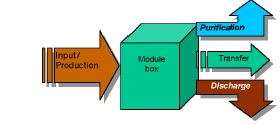 Purification
Input/
Production
Module
box
Transfer
Discharge